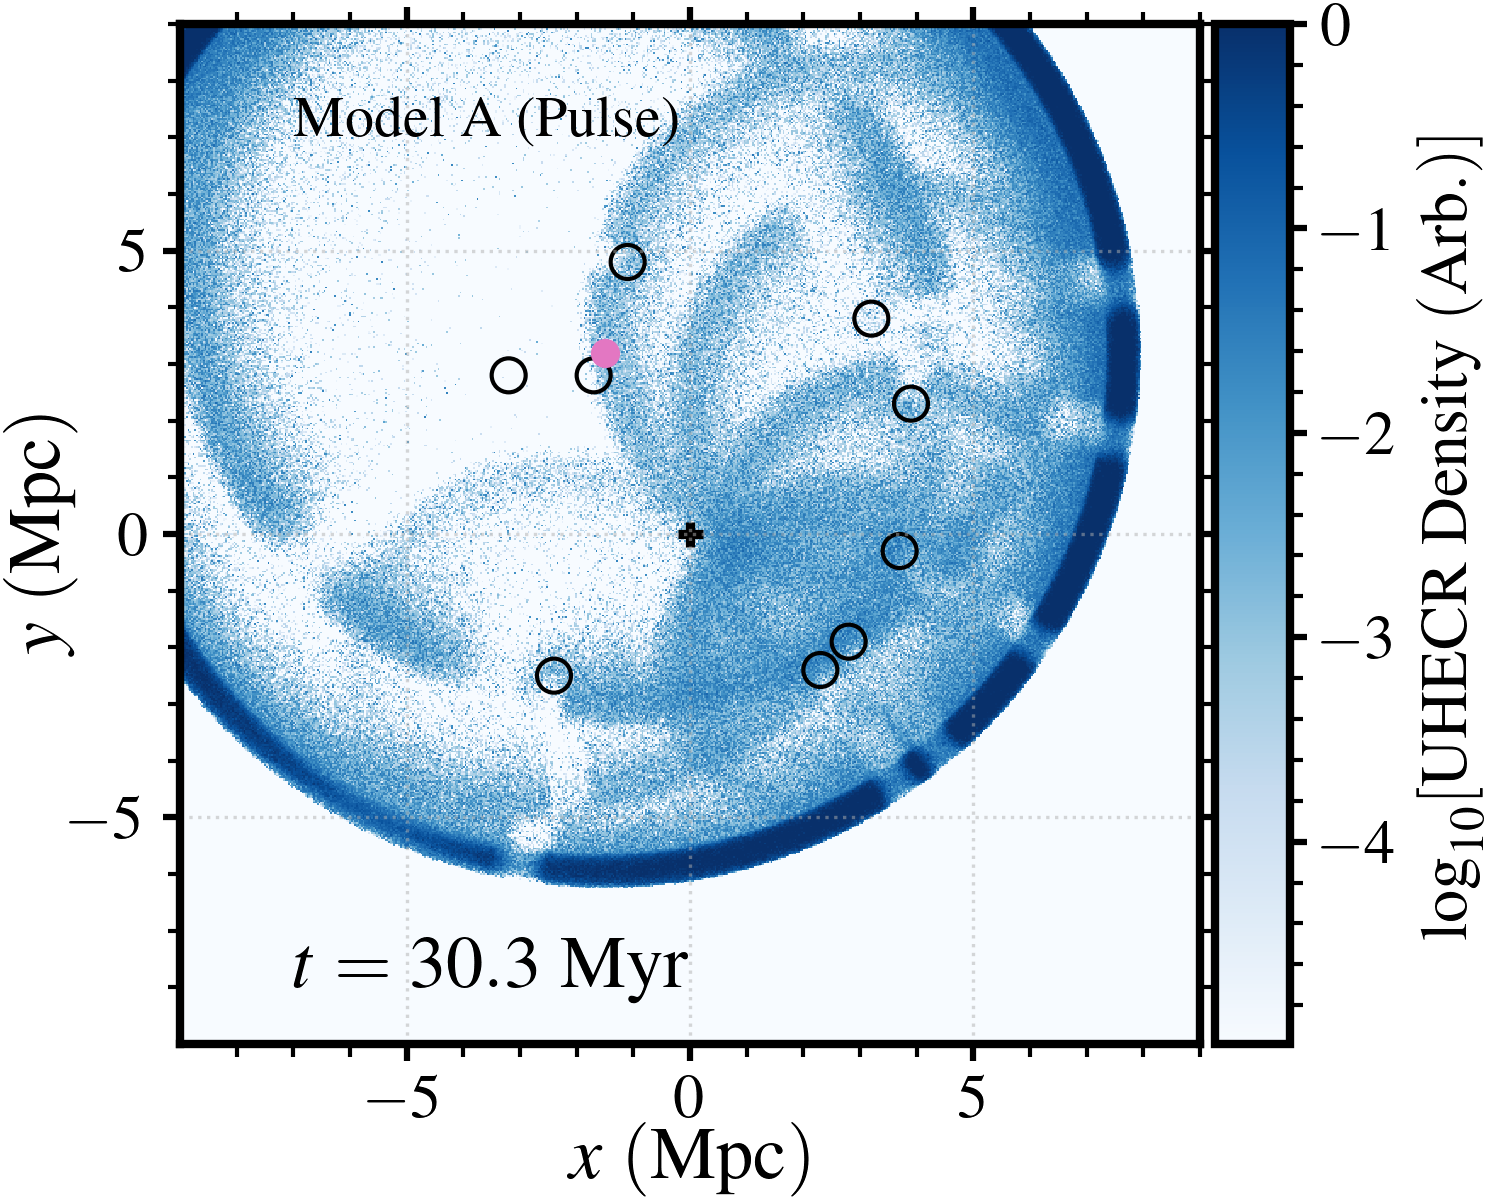 Model A (Pulse)
t = 30.3 Myr
5
0
−5
y (Mpc)
−5
0
5
x (Mpc)
0
−1
−2
−3
−4
log₁₀[UHECR Density (Arb.)]